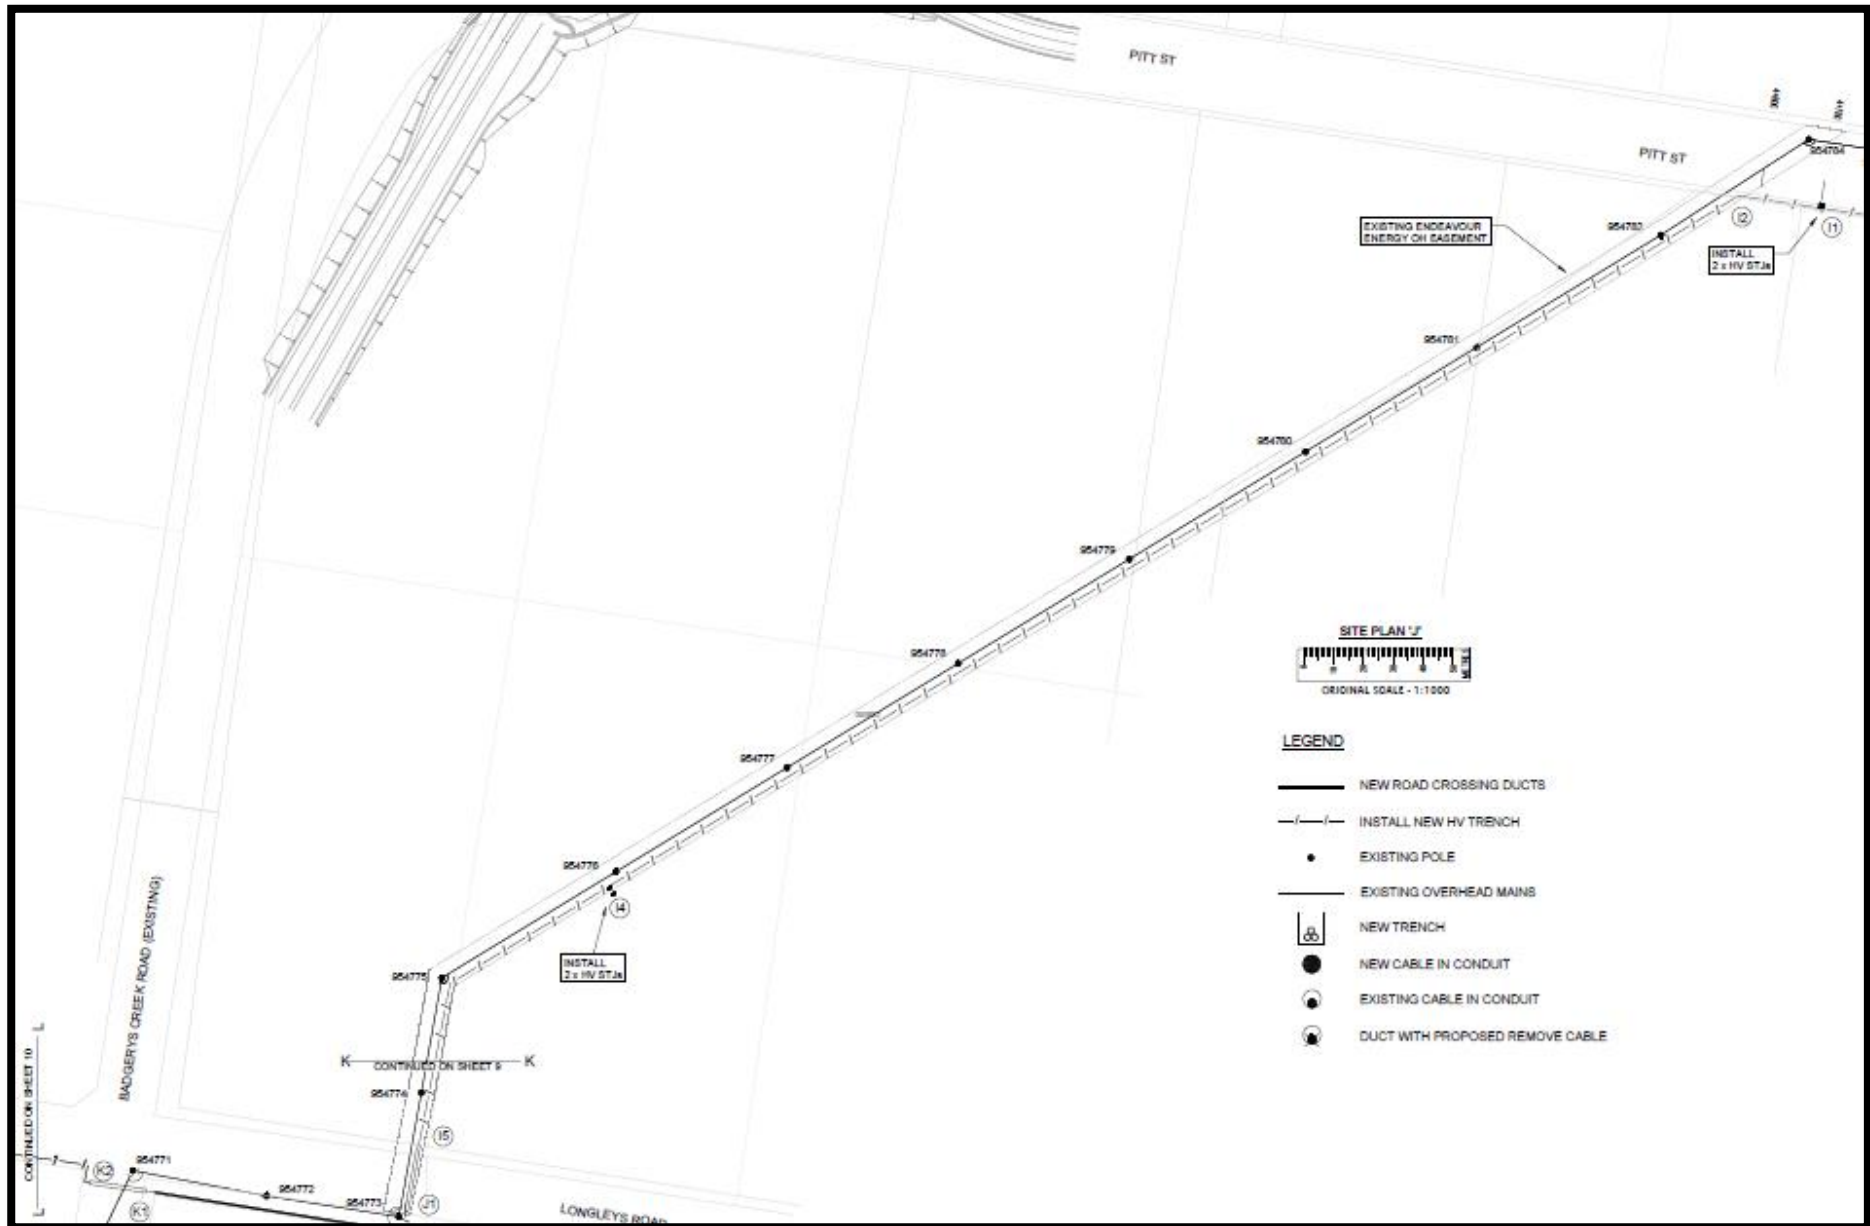 PITT ST
PITT ST
954784
EXISTING ENDEAVOUR
ENERGY OH EASEMENT
954782
I2
I1
INSTALL
2 x HV STJs
954781
954780
954779
954778
954777
954776
I4
INSTALL
2 x HV STJs
954775
K
CONTINUED ON SHEET 9
K
954774
I5
BADGERYS CREEK ROAD (EXISTING)
L
CONTINUED ON SHEET 10
L
K2
954771
954772
954773
J1
K1
LONGLEYS ROAD
SITE PLAN 'J'
METRES
ORIGINAL SCALE - 1:1000
LEGEND
NEW ROAD CROSSING DUCTS
INSTALL NEW HV TRENCH
EXISTING POLE
EXISTING OVERHEAD MAINS
NEW TRENCH
NEW CABLE IN CONDUIT
EXISTING CABLE IN CONDUIT
DUCT WITH PROPOSED REMOVE CABLE